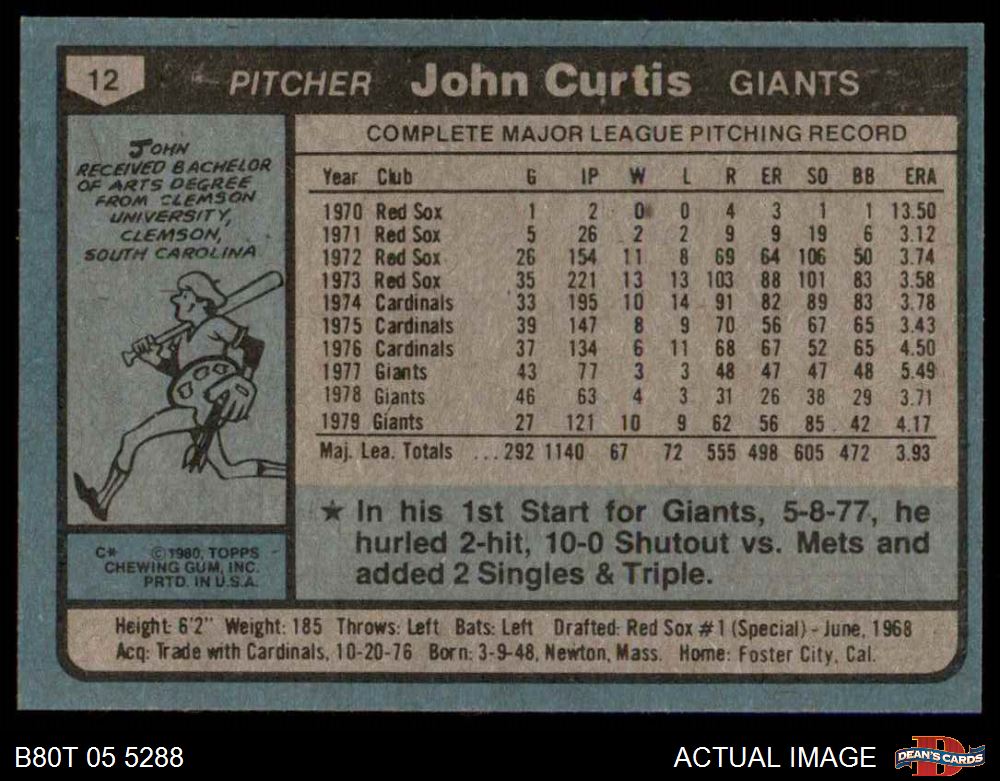 12 PITCHER John Curtis GIANTS
JOHN
RECEIVED BACHELOR
OF ARTS DEGREE
FROM CLEMSON
UNIVERSITY,
CLEMSON,
SOUTH CAROLINA
C* © 1980, TOPPS
CHEWING GUM, INC.
PRTD. IN U.S.A.
COMPLETE MAJOR LEAGUE PITCHING RECORD
Year Club G IP W L R ER SO BB ERA
1970 Red Sox 1 2 0 0 4 3 1 1 13.50
1971 Red Sox 5 26 2 2 9 9 19 6 3.12
1972 Red Sox 26 154 11 8 69 64 106 50 3.74
1973 Red Sox 35 221 13 13 103 88 101 83 3.58
1974 Cardinals 33 195 10 14 91 82 89 83 3.78
1975 Cardinals 39 147 8 9 70 56 67 65 3.43
1976 Cardinals 37 134 6 11 68 67 52 65 4.50
1977 Giants 43 77 3 3 48 47 47 48 5.49
1978 Giants 46 63 4 3 31 26 38 29 3.71
1979 Giants 27 121 10 9 62 56 85 42 4.17
Maj. Lea. Totals ...292 1140 67 72 555 498 605 472 3.93
★ In his 1st Start for Giants, 5-8-77, he
hurled 2-hit, 10-0 Shutout vs. Mets and
added 2 Singles & Triple.
Height: 6'2" Weight: 185 Throws: Left Bats: Left Drafted: Red Sox #1 (Special) - June, 1968
Acq: Trade with Cardinals, 10-20-76 Born: 3-9-48, Newton, Mass. Home: Foster City, Cal.
B80T 05 5288 ACTUAL IMAGE D DEAN'S CARDS